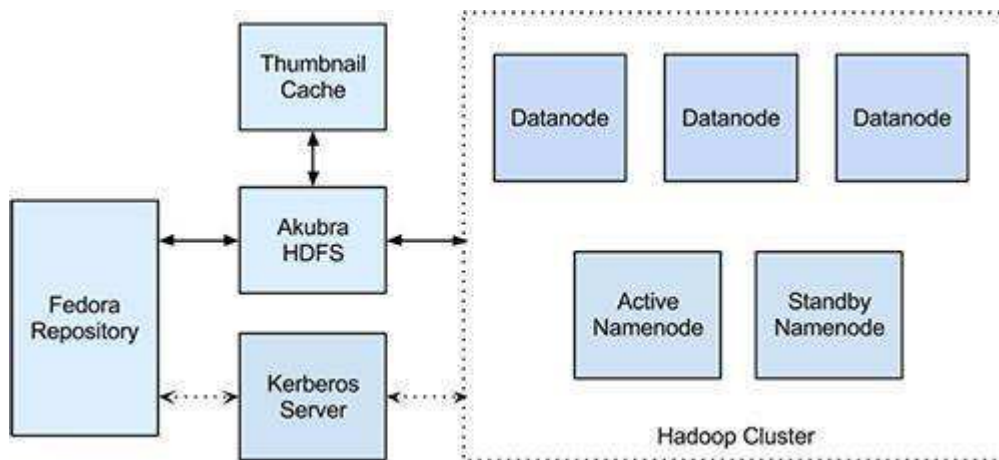 Thumbnail
Cache
Datanode
Datanode
Datanode
Akubra
HDFS
Fedora
Repository
Active
Namenode
Standby
Namenode
Kerberos
Server
Hadoop Cluster